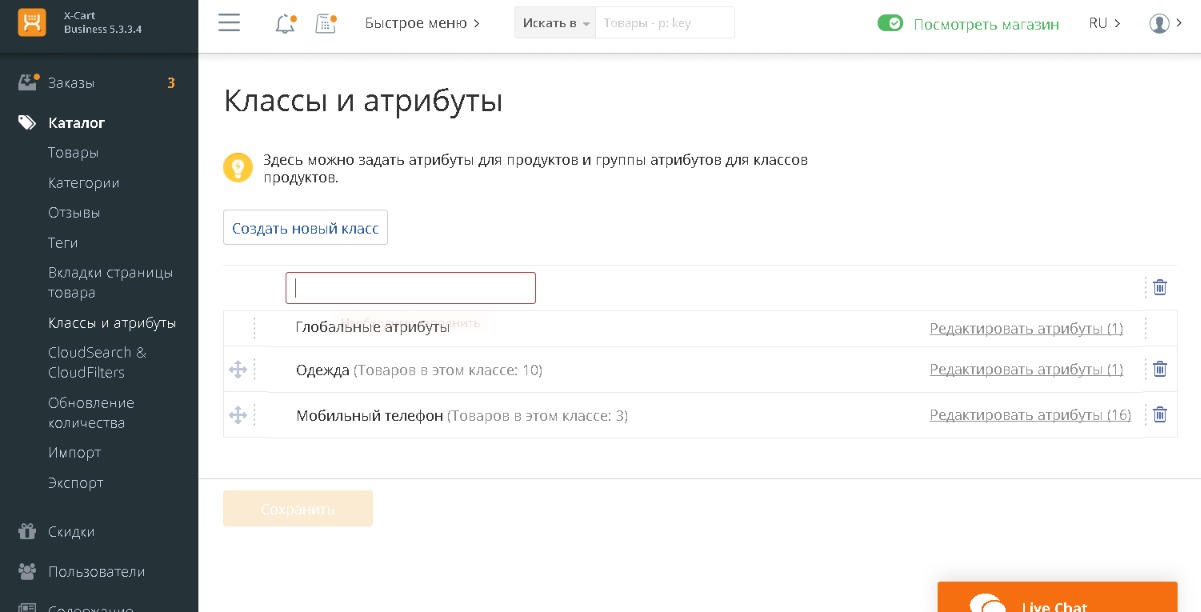 X-Cart
Business 5.3.3.4
Быстрое меню
Искать в
Товары - p: key
Посмотреть магазин
RU
Заказы
3
Каталог
Товары
Категории
Отзывы
Теги
Вкладки страницы
товара
Классы и атрибуты
CloudSearch &
CloudFilters
Обновление
количества
Импорт
Экспорт
Скидки
Пользователи
Содержание
Классы и атрибуты
Здесь можно задать атрибуты для продуктов и группы атрибутов для классов
продуктов.
Создать новый класс
Глобальные атрибуты
Редактировать атрибуты (1)
Одежда (Товаров в этом классе: 10)
Редактировать атрибуты (1)
Мобильный телефон (Товаров в этом классе: 3)
Редактировать атрибуты (16)
Сохранить
Live Chat